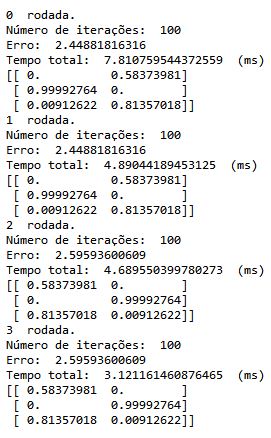 0  rodada.
Número de iterações:  100
Erro:  2.44881816316
Tempo total:  7.810759544372559  (ms)
[[ 0.          0.58373981]
 [ 0.99992764  0.        ]
 [ 0.00912622  0.81357018]]
1  rodada.
Número de iterações:  100
Erro:  2.44881816316
Tempo total:  4.89044189453125  (ms)
[[ 0.          0.58373981]
 [ 0.99992764  0.        ]
 [ 0.00912622  0.81357018]]
2  rodada.
Número de iterações:  100
Erro:  2.59593600609
Tempo total:  4.689550399780273  (ms)
[[ 0.58373981  0.        ]
 [ 0.          0.99992764]
 [ 0.81357018  0.00912622]]
3  rodada.
Número de iterações:  100
Erro:  2.59593600609
Tempo total:  3.121161460876465  (ms)
[[ 0.58373981  0.        ]
 [ 0.          0.99992764]
 [ 0.81357018  0.00912622]]